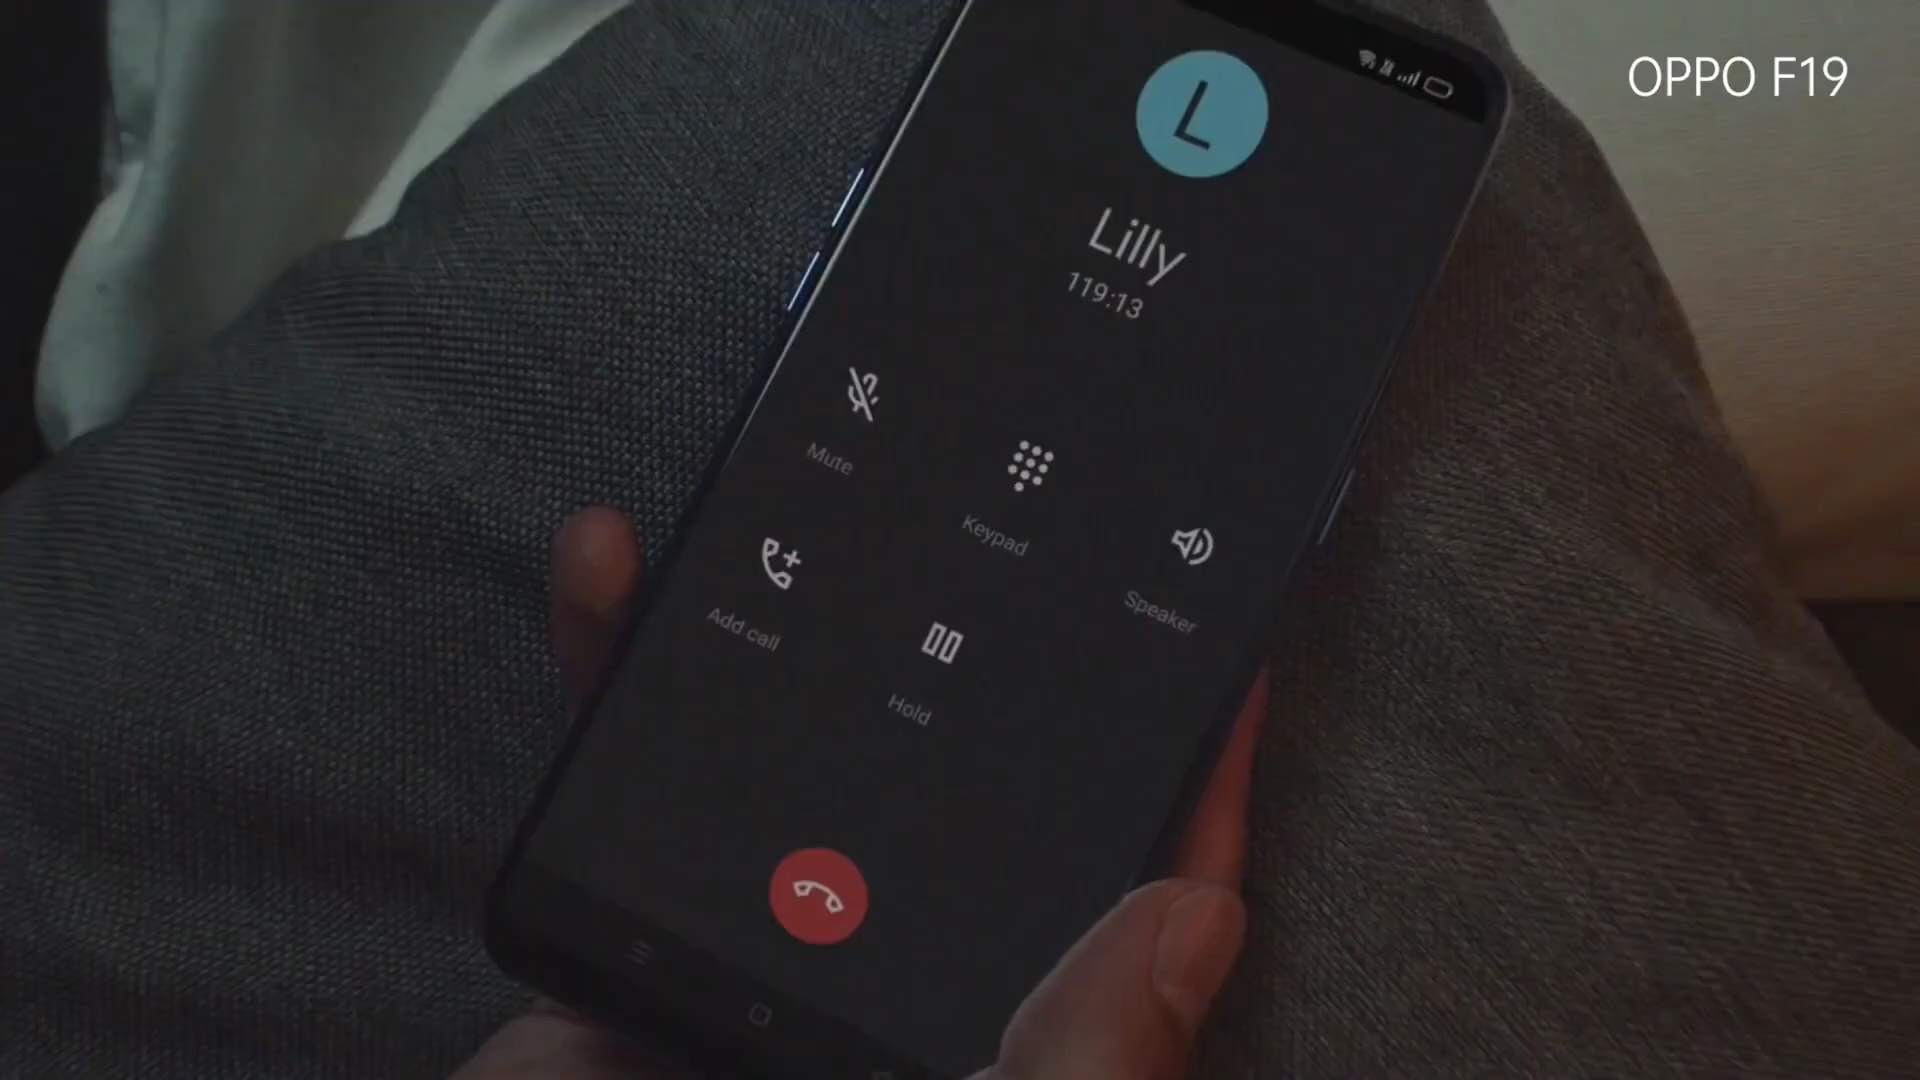 OPPO F19
L
Lilly
119:13
Mute
Keypad
Speaker
Add call
Hold